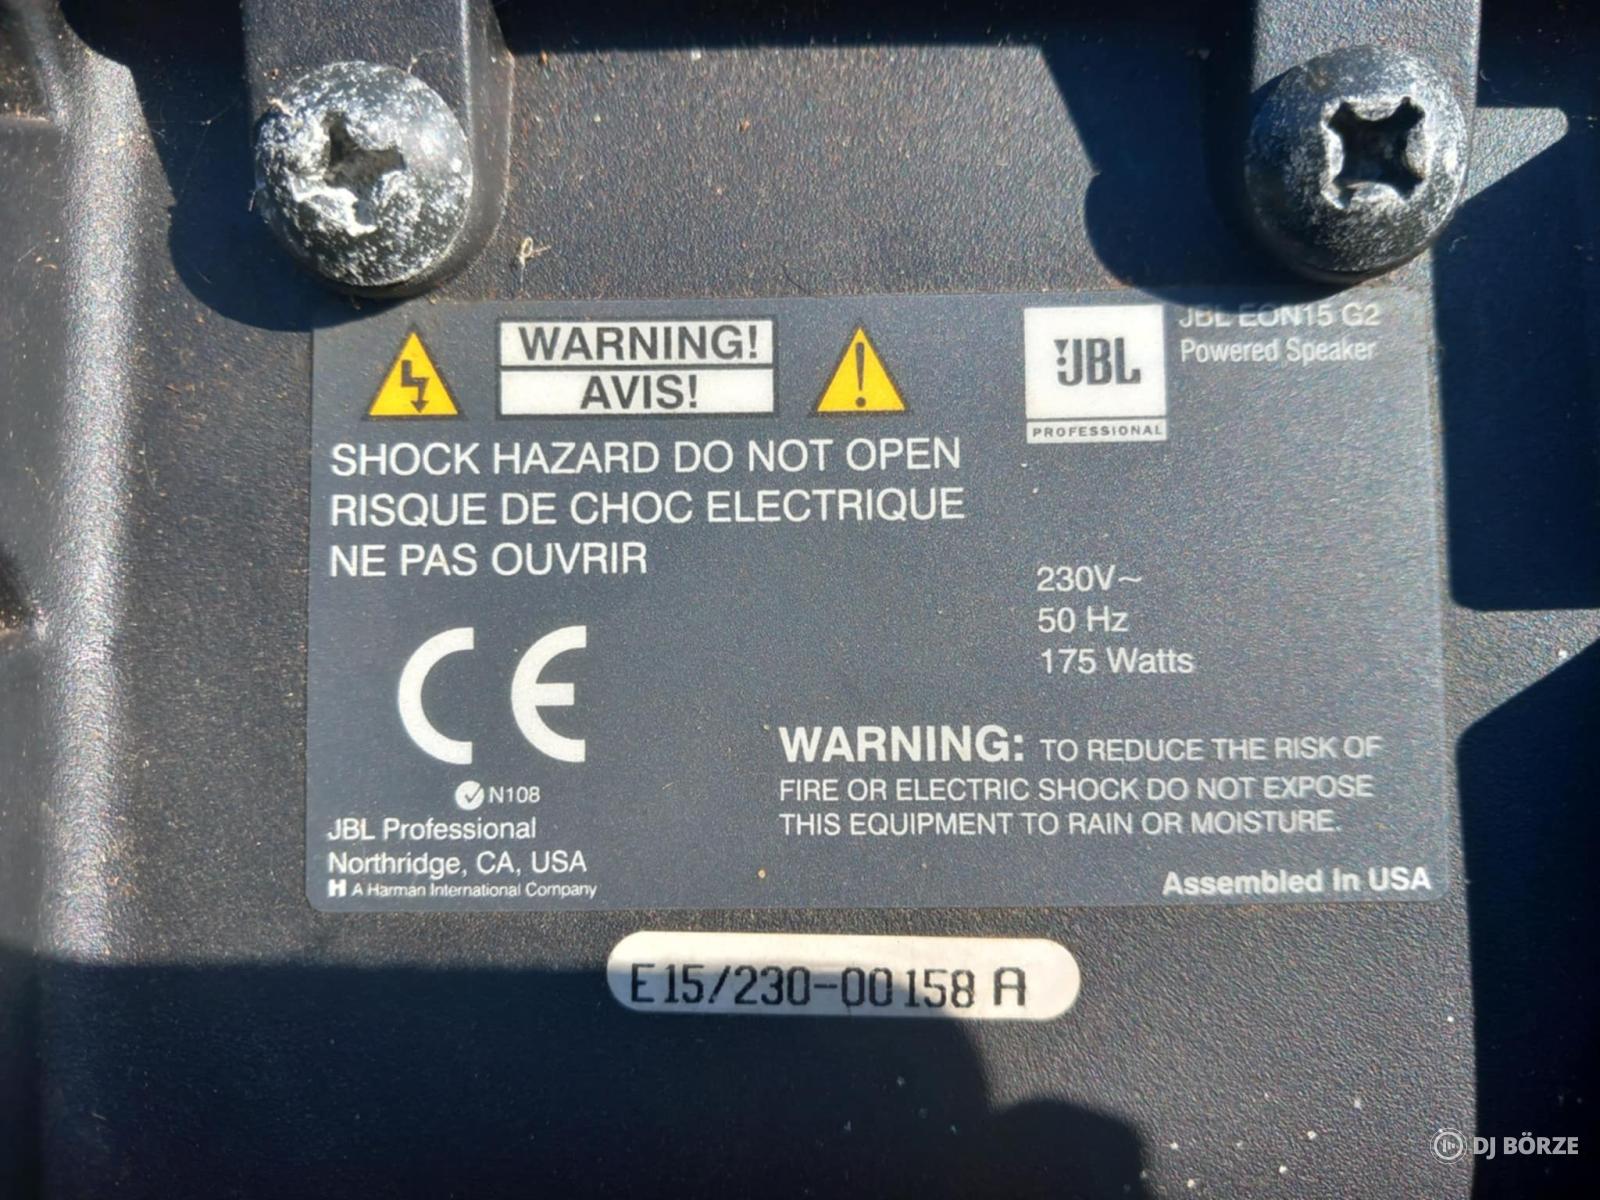 WARNING!
AVIS!
JBL
PROFESSIONAL
JBL EON15 G2
Powered Speaker
SHOCK HAZARD DO NOT OPEN
RISQUE DE CHOC ELECTRIQUE
NE PAS OUVRIR
230V~
50 Hz
175 Watts
CE
N108
JBL Professional
Northridge, CA, USA
H A Harman International Company
WARNING: TO REDUCE THE RISK OF
FIRE OR ELECTRIC SHOCK DO NOT EXPOSE
THIS EQUIPMENT TO RAIN OR MOISTURE.
Assembled In USA
E15/230-00158 A
DJ BÖRZE